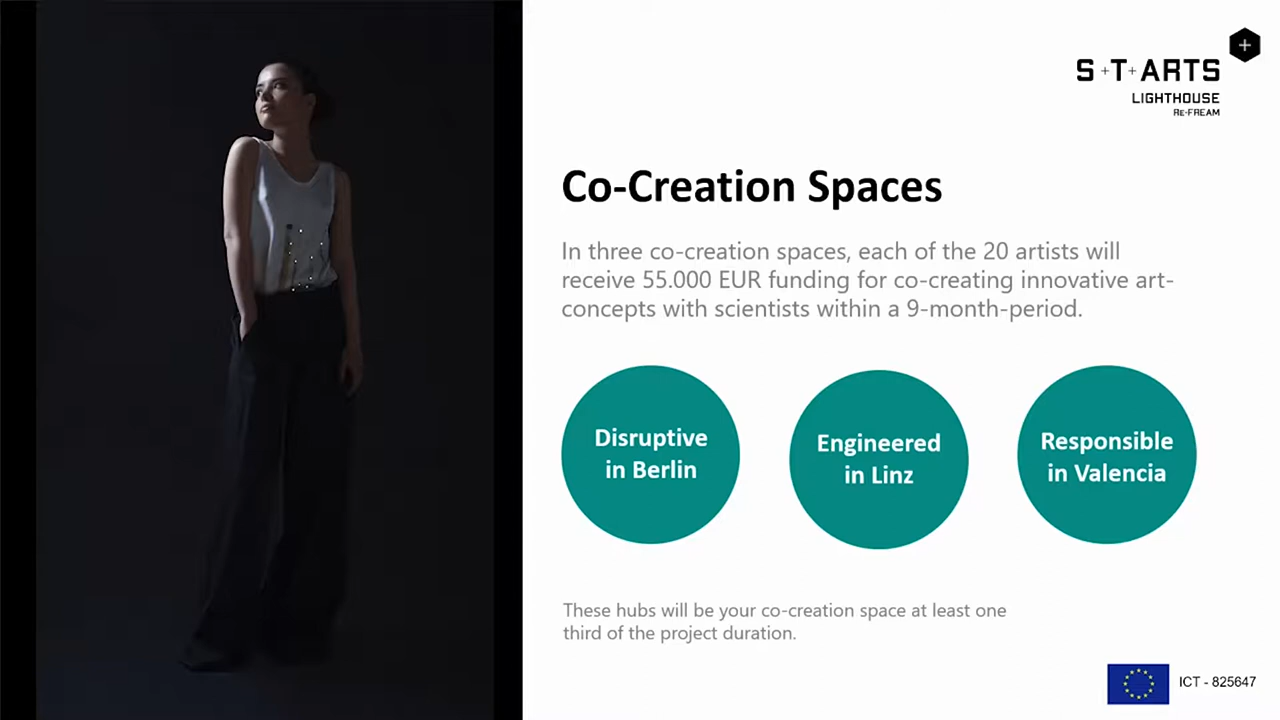 S+T+ARTS
LIGHTHOUSE
Re-FREAM
Co-Creation Spaces
In three co-creation spaces, each of the 20 artists will
receive 55.000 EUR funding for co-creating innovative art-
concepts with scientists within a 9-month-period.
Disruptive
in Berlin
Engineered
in Linz
Responsible
in Valencia
These hubs will be your co-creation space at least one
third of the project duration.
ICT - 825647